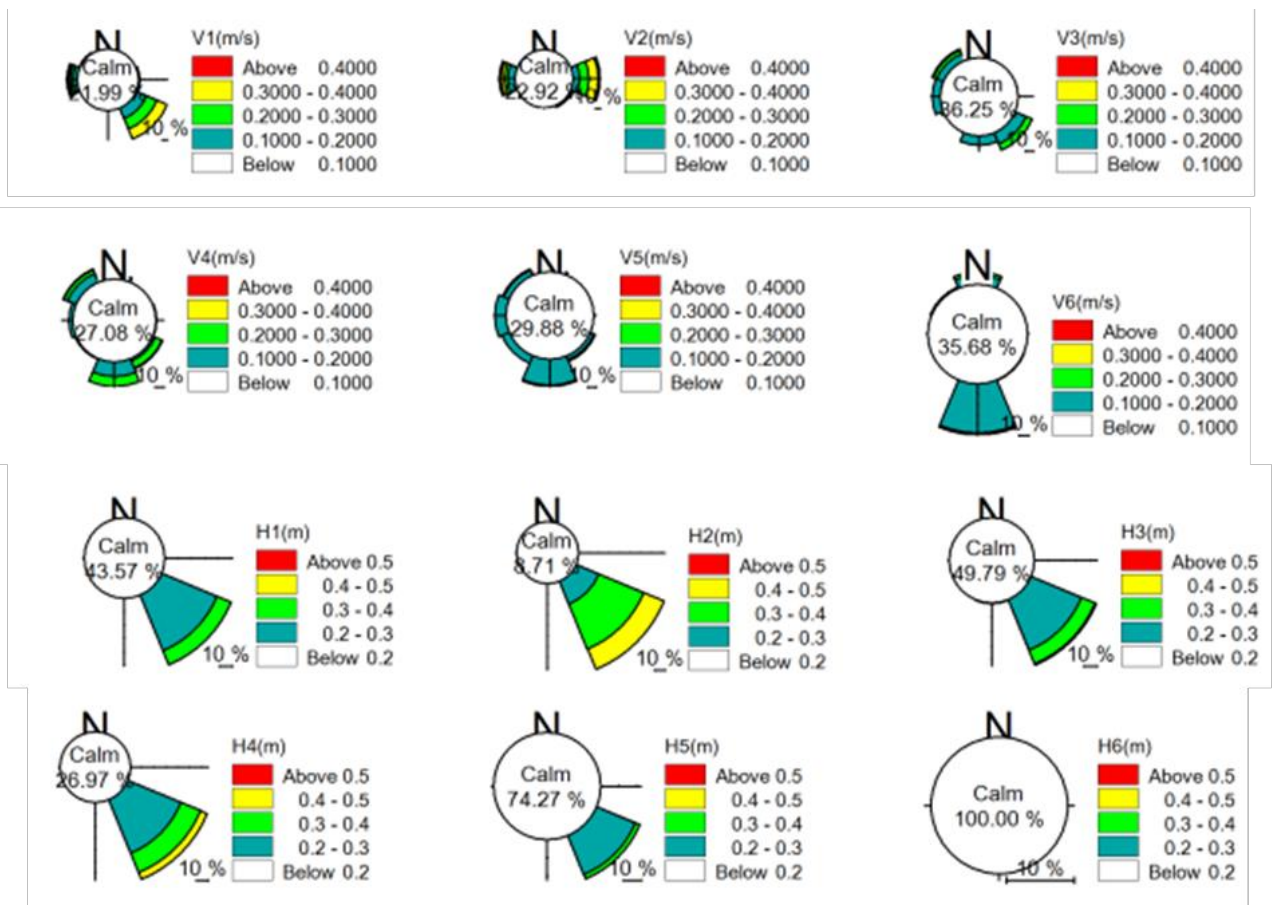 N
Calm
1.99 %
10_%
V1(m/s)
Above 0.4000
0.3000 - 0.4000
0.2000 - 0.3000
0.1000 - 0.2000
Below 0.1000
N
Calm
2.92 %
%
V2(m/s)
Above 0.4000
0.3000 - 0.4000
0.2000 - 0.3000
0.1000 - 0.2000
Below 0.1000
N
Calm
36.25 %
0_%
V3(m/s)
Above 0.4000
0.3000 - 0.4000
0.2000 - 0.3000
0.1000 - 0.2000
Below 0.1000
N
Calm
27.08 %
10_%
V4(m/s)
Above 0.4000
0.3000 - 0.4000
0.2000 - 0.3000
0.1000 - 0.2000
Below 0.1000
N
Calm
29.88 %
10_%
V5(m/s)
Above 0.4000
0.3000 - 0.4000
0.2000 - 0.3000
0.1000 - 0.2000
Below 0.1000
N
Calm
35.68 %
10_%
V6(m/s)
Above 0.4000
0.3000 - 0.4000
0.2000 - 0.3000
0.1000 - 0.2000
Below 0.1000
N
Calm
43.57 %
10_%
H1(m)
Above 0.5
0.4 - 0.5
0.3 - 0.4
0.2 - 0.3
Below 0.2
N
Calm
8.71 %
10_%
H2(m)
Above 0.5
0.4 - 0.5
0.3 - 0.4
0.2 - 0.3
Below 0.2
N
Calm
49.79 %
10_%
H3(m)
Above 0.5
0.4 - 0.5
0.3 - 0.4
0.2 - 0.3
Below 0.2
N
Calm
26.97 %
10_%
H4(m)
Above 0.5
0.4 - 0.5
0.3 - 0.4
0.2 - 0.3
Below 0.2
N
Calm
74.27 %
10_%
H5(m)
Above 0.5
0.4 - 0.5
0.3 - 0.4
0.2 - 0.3
Below 0.2
N
Calm
100.00 %
10 %
H6(m)
Above 0.5
0.4 - 0.5
0.3 - 0.4
0.2 - 0.3
Below 0.2